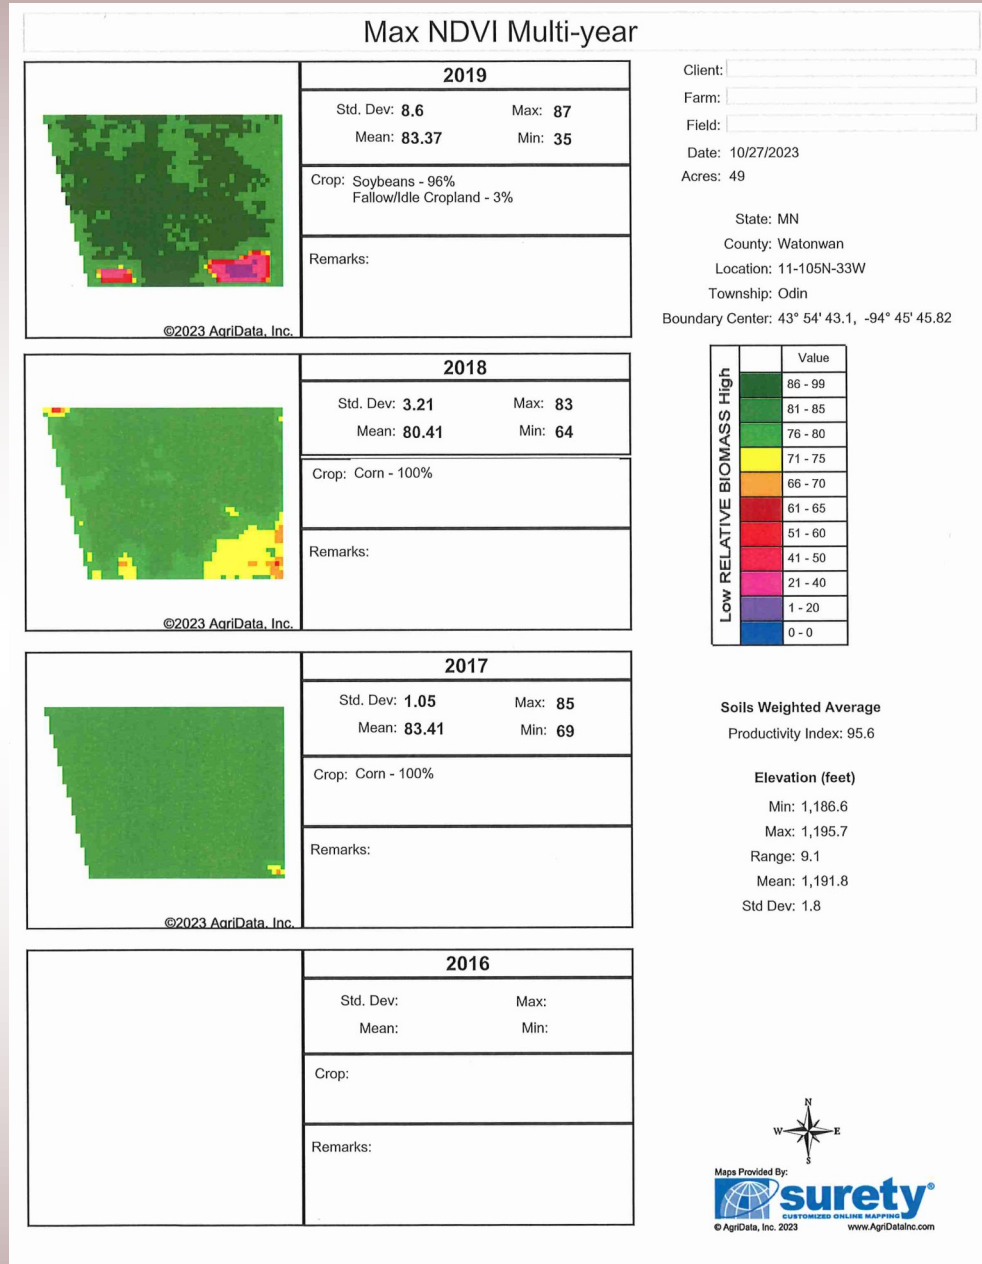 Max NDVI Multi-year
2019
Std. Dev: 8.6 Max: 87
Mean: 83.37 Min: 35
Crop: Soybeans - 96%
Fallow/Idle Cropland - 3%
Remarks:
©2023 AgriData, Inc.
2018
Std. Dev: 3.21 Max: 83
Mean: 80.41 Min: 64
Crop: Corn - 100%
Remarks:
©2023 AgriData, Inc.
2017
Std. Dev: 1.05 Max: 85
Mean: 83.41 Min: 69
Crop: Corn - 100%
Remarks:
©2023 AgriData, Inc.
2016
Std. Dev: Max:
Mean: Min:
Crop:
Remarks:
Client:
Farm:
Field:
Date: 10/27/2023
Acres: 49
State: MN
County: Watonwan
Location: 11-105N-33W
Township: Odin
Boundary Center: 43° 54' 43.1, -94° 45' 45.82
Low RELATIVE BIOMASS High
Value
86 - 99
81 - 85
76 - 80
71 - 75
66 - 70
61 - 65
51 - 60
41 - 50
21 - 40
1 - 20
0 - 0
Soils Weighted Average
Productivity Index: 95.6
Elevation (feet)
Min: 1,186.6
Max: 1,195.7
Range: 9.1
Mean: 1,191.8
Std Dev: 1.8
N
W E
S
Maps Provided By:
surety®
CUSTOMIZED ONLINE MAPPING
© AgriData, Inc. 2023 www.AgriDataInc.com